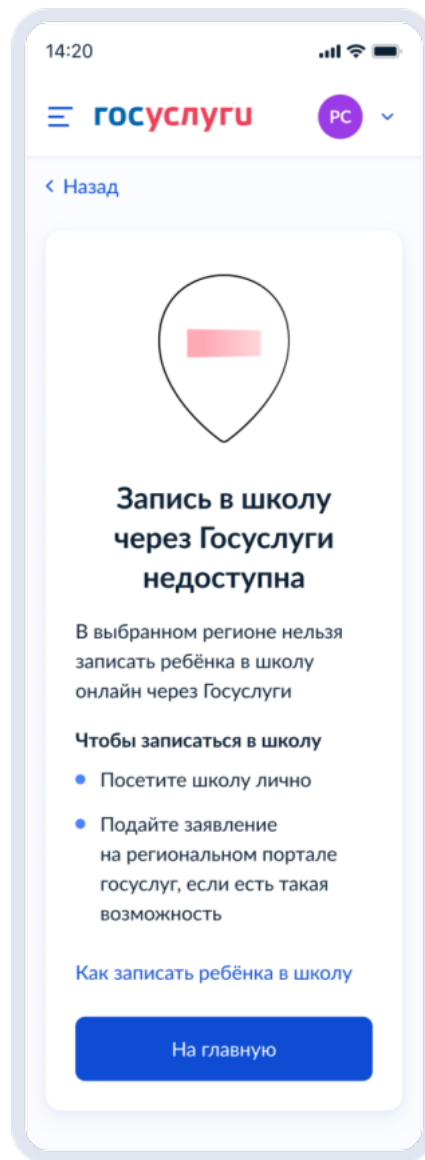 14:20
госуслуги
РС
Назад
Запись в школу
через Госуслуги
недоступна
В выбранном регионе нельзя
записать ребёнка в школу
онлайн через Госуслуги
Чтобы записаться в школу
Посетите школу лично
Подайте заявление
на региональном портале
госуслуг, если есть такая
возможность
Как записать ребёнка в школу
На главную